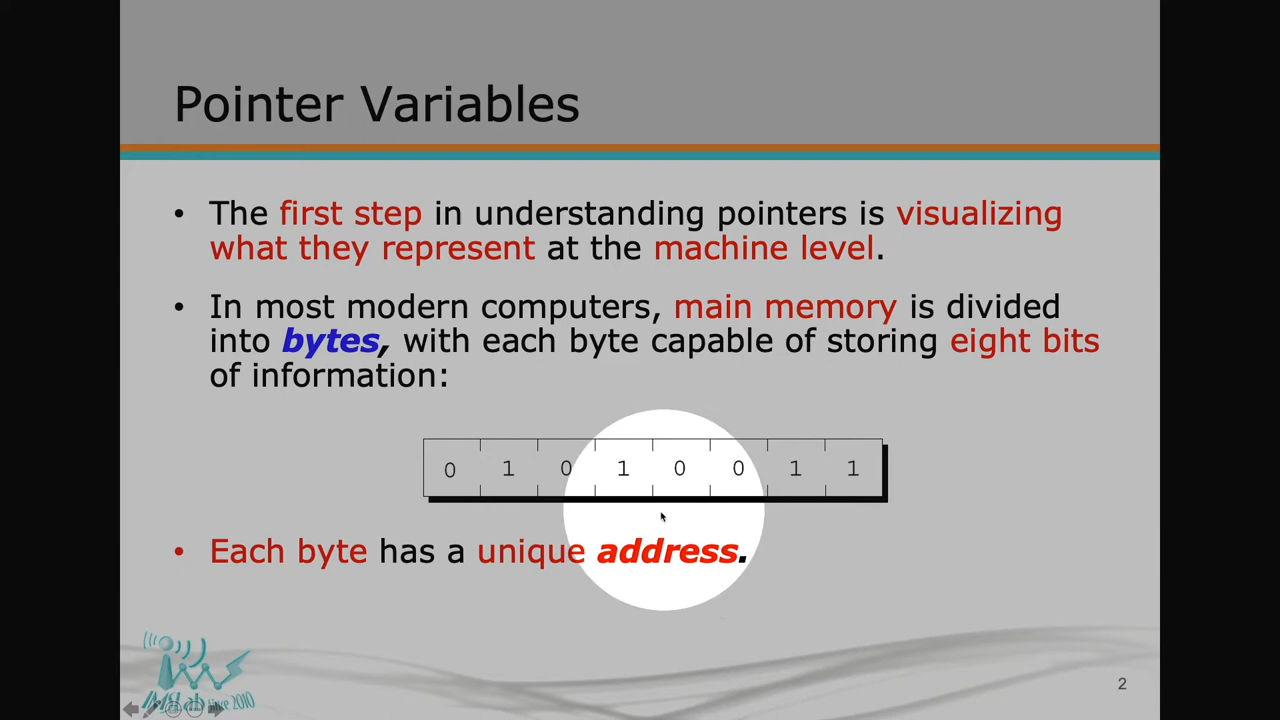 Pointer Variables
• The first step in understanding pointers is visualizing
what they represent at the machine level.
• In most modern computers, main memory is divided
into bytes, with each byte capable of storing eight bits
of information:
0 1 0 1 0 0 1 1
• Each byte has a unique address.
since 2010
2